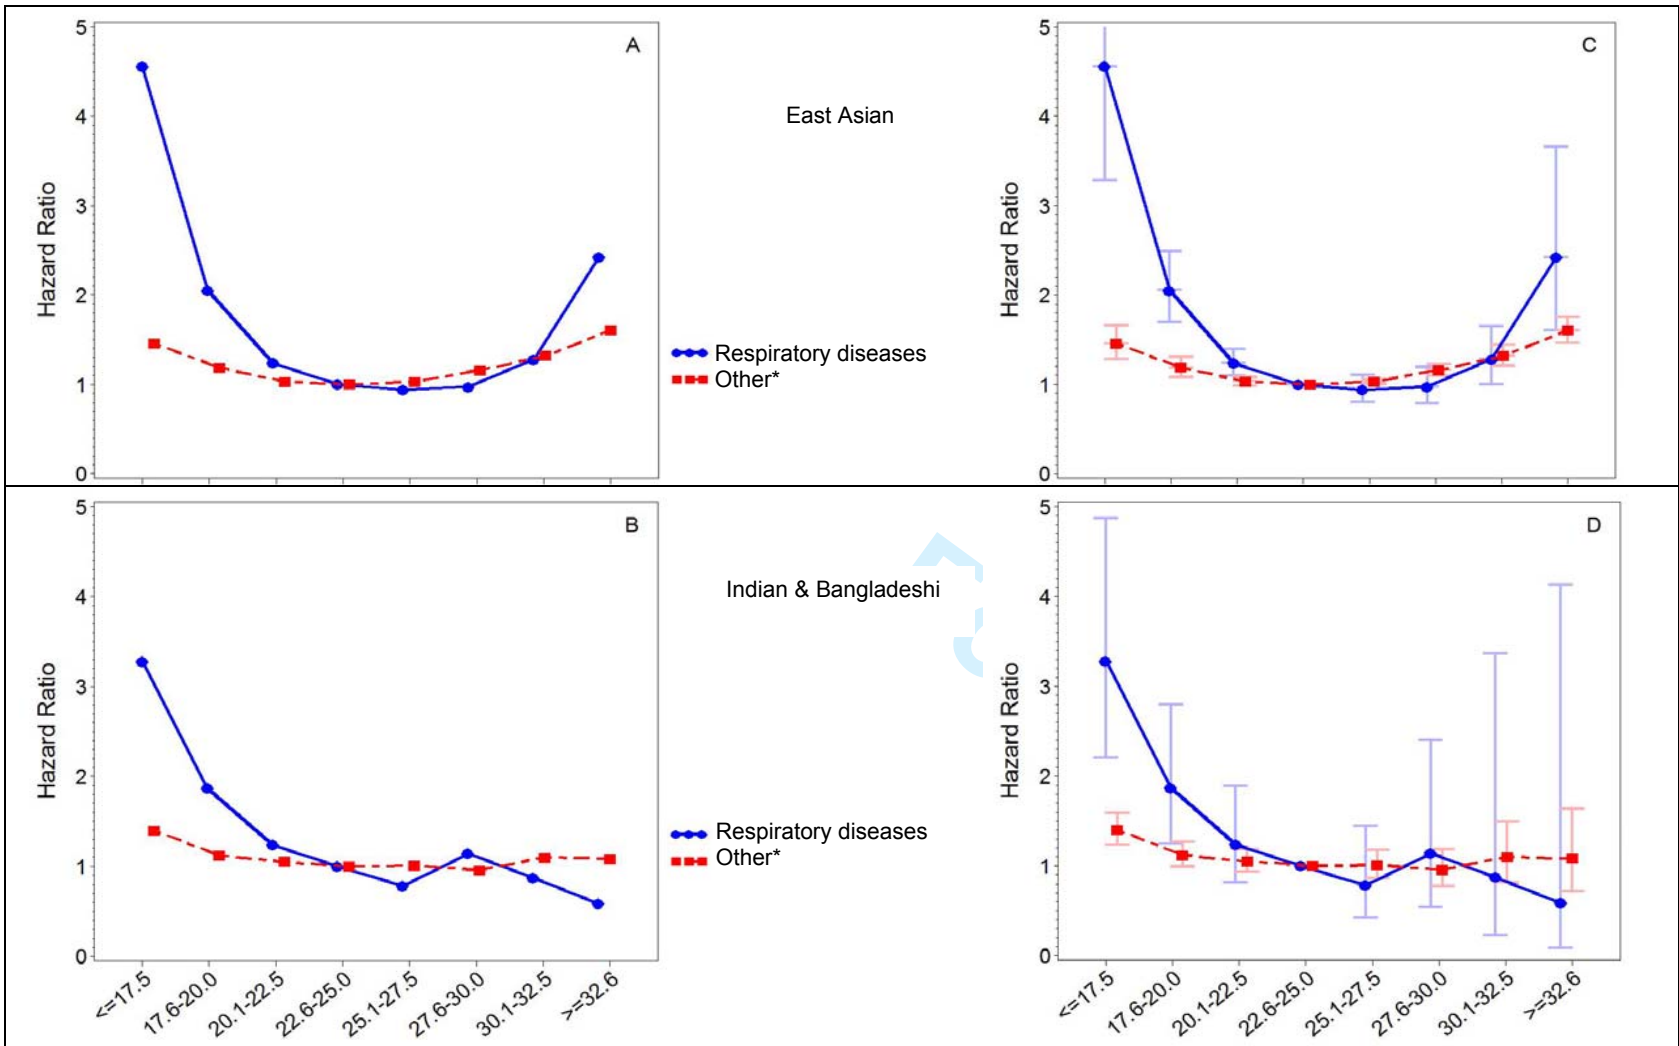 A
5
4
3
2
1
0
Hazard Ratio
East Asian
Respiratory diseases
Other*
C
5
4
3
2
1
0
Hazard Ratio
B
5
4
3
2
1
0
Hazard Ratio
<=17.5
17.6-20.0
20.1-22.5
22.6-25.0
25.1-27.5
27.6-30.0
30.1-32.5
>=32.6
Indian & Bangladeshi
Respiratory diseases
Other*
D
5
4
3
2
1
0
Hazard Ratio
<=17.5
17.6-20.0
20.1-22.5
22.6-25.0
25.1-27.5
27.6-30.0
30.1-32.5
>=32.6